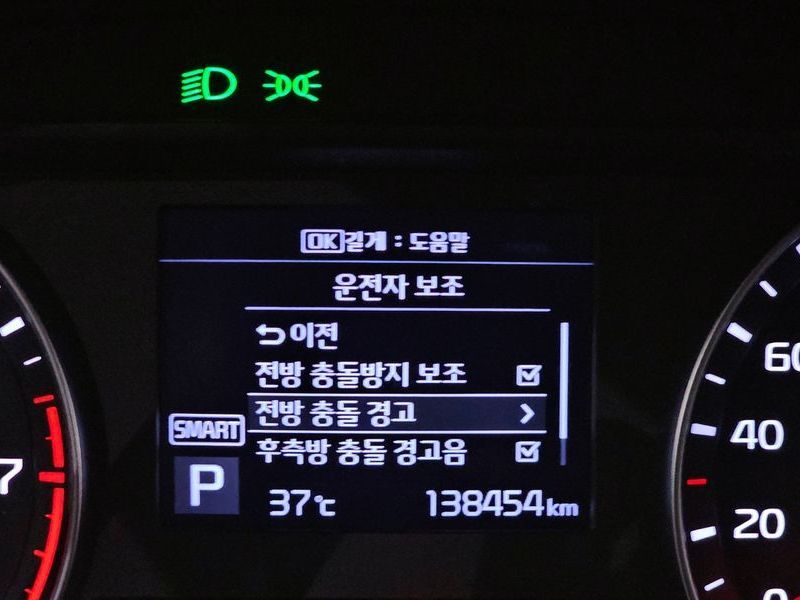 OK길게 : 도움말
운전자 보조
이전
전방 충돌방지 보조
전방 충돌 경고
후측방 충돌 경고음
SMART
P
37℃ 138454km
7
60
40
20
0